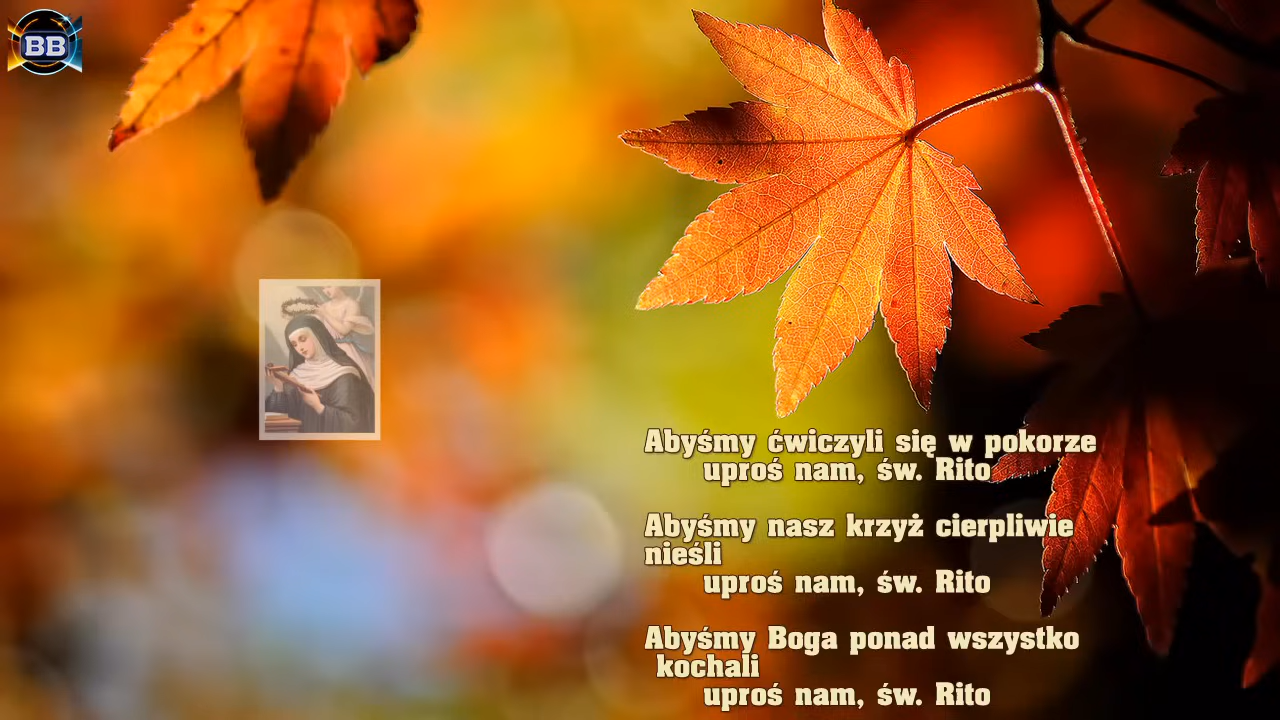 BB
Abyśmy ćwiczyli się w pokorze
uproś nam, św. Rito
Abyśmy nasz krzyż cierpliwie
nieśli
uproś nam, św. Rito
Abyśmy Boga ponad wszystko
kochali
uproś nam, św. Rito